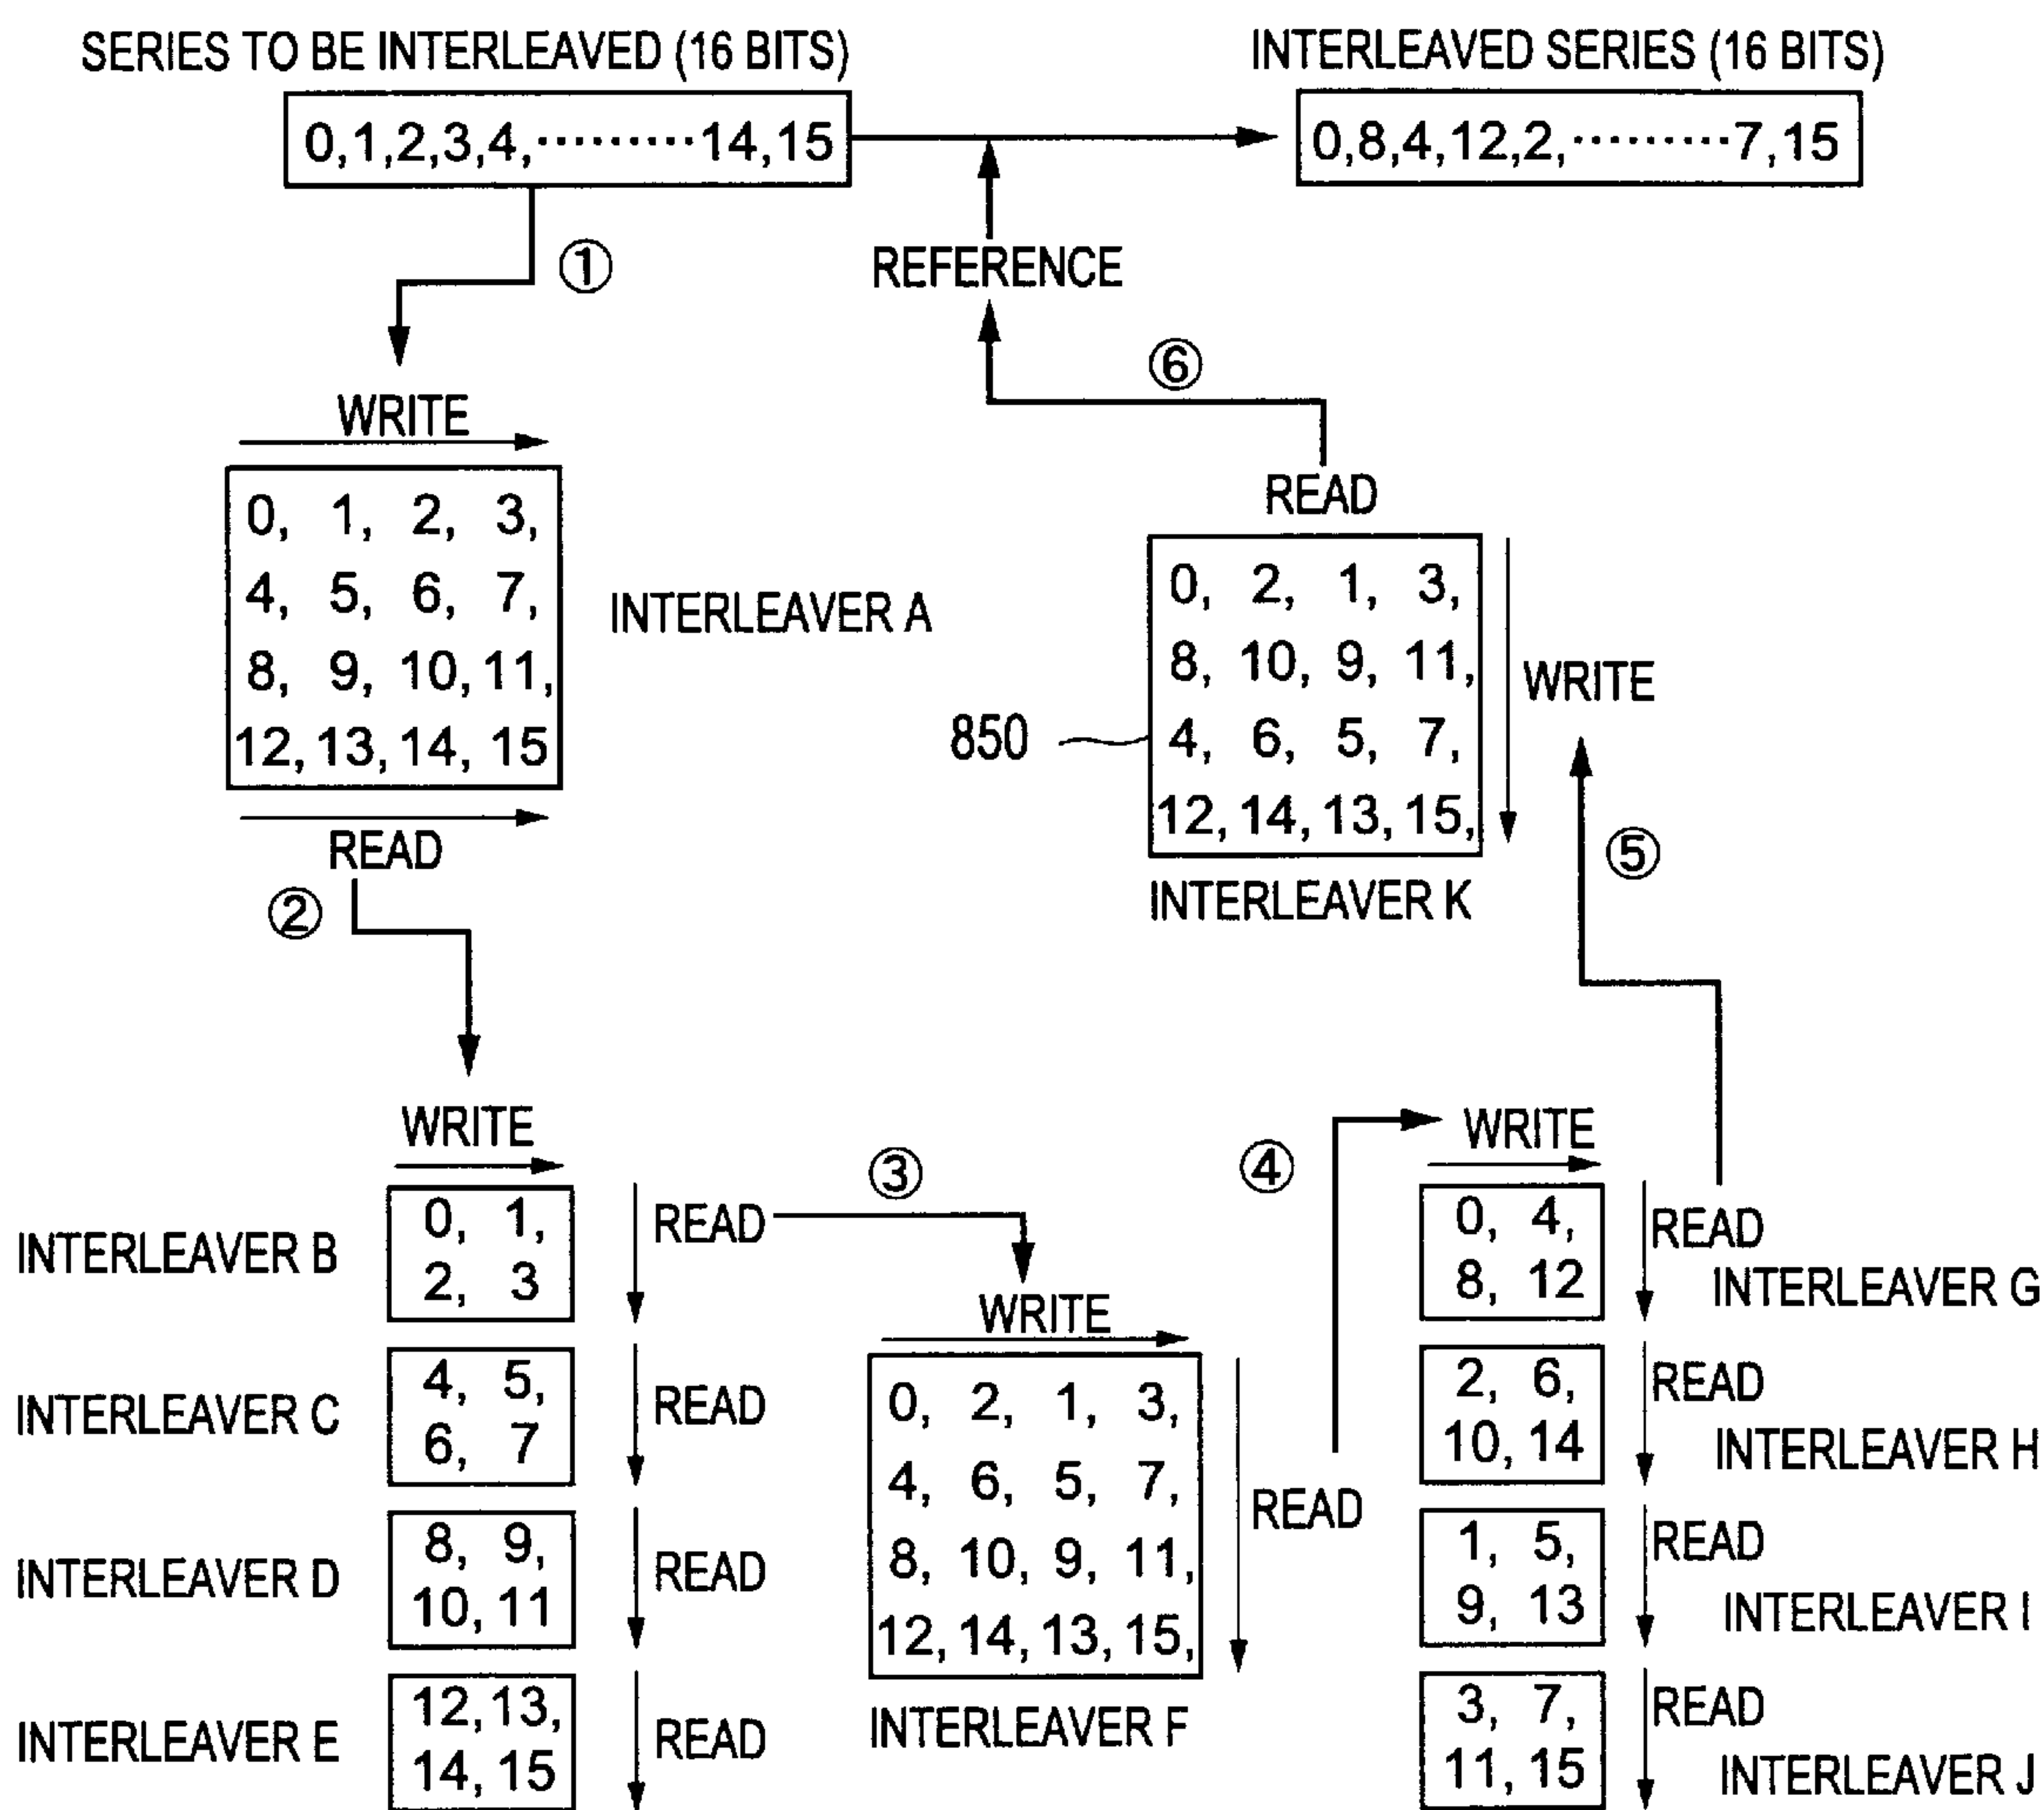 SERIES TO BE INTERLEAVED (16 BITS)
0,1,2,3,4,·········14,15
INTERLEAVED SERIES (16 BITS)
0,8,4,12,2,·········7,15
①
REFERENCE
⑥
WRITE
0, 1, 2, 3,
4, 5, 6, 7,
8, 9, 10, 11,
12, 13, 14, 15
READ
INTERLEAVER A
READ
0, 2, 1, 3,
8, 10, 9, 11,
4, 6, 5, 7,
12, 14, 13, 15,
WRITE
850
INTERLEAVER K
⑤
②
WRITE
INTERLEAVER B
0, 1,
2, 3
READ
INTERLEAVER C
4, 5,
6, 7
READ
INTERLEAVER D
8, 9,
10, 11
READ
INTERLEAVER E
12, 13,
14, 15
READ
③
WRITE
0, 2, 1, 3,
4, 6, 5, 7,
8, 10, 9, 11,
12, 14, 13, 15,
READ
INTERLEAVER F
④
WRITE
0, 4,
8, 12
READ
INTERLEAVER G
2, 6,
10, 14
READ
INTERLEAVER H
1, 5,
9, 13
READ
INTERLEAVER I
3, 7,
11, 15
READ
INTERLEAVER J